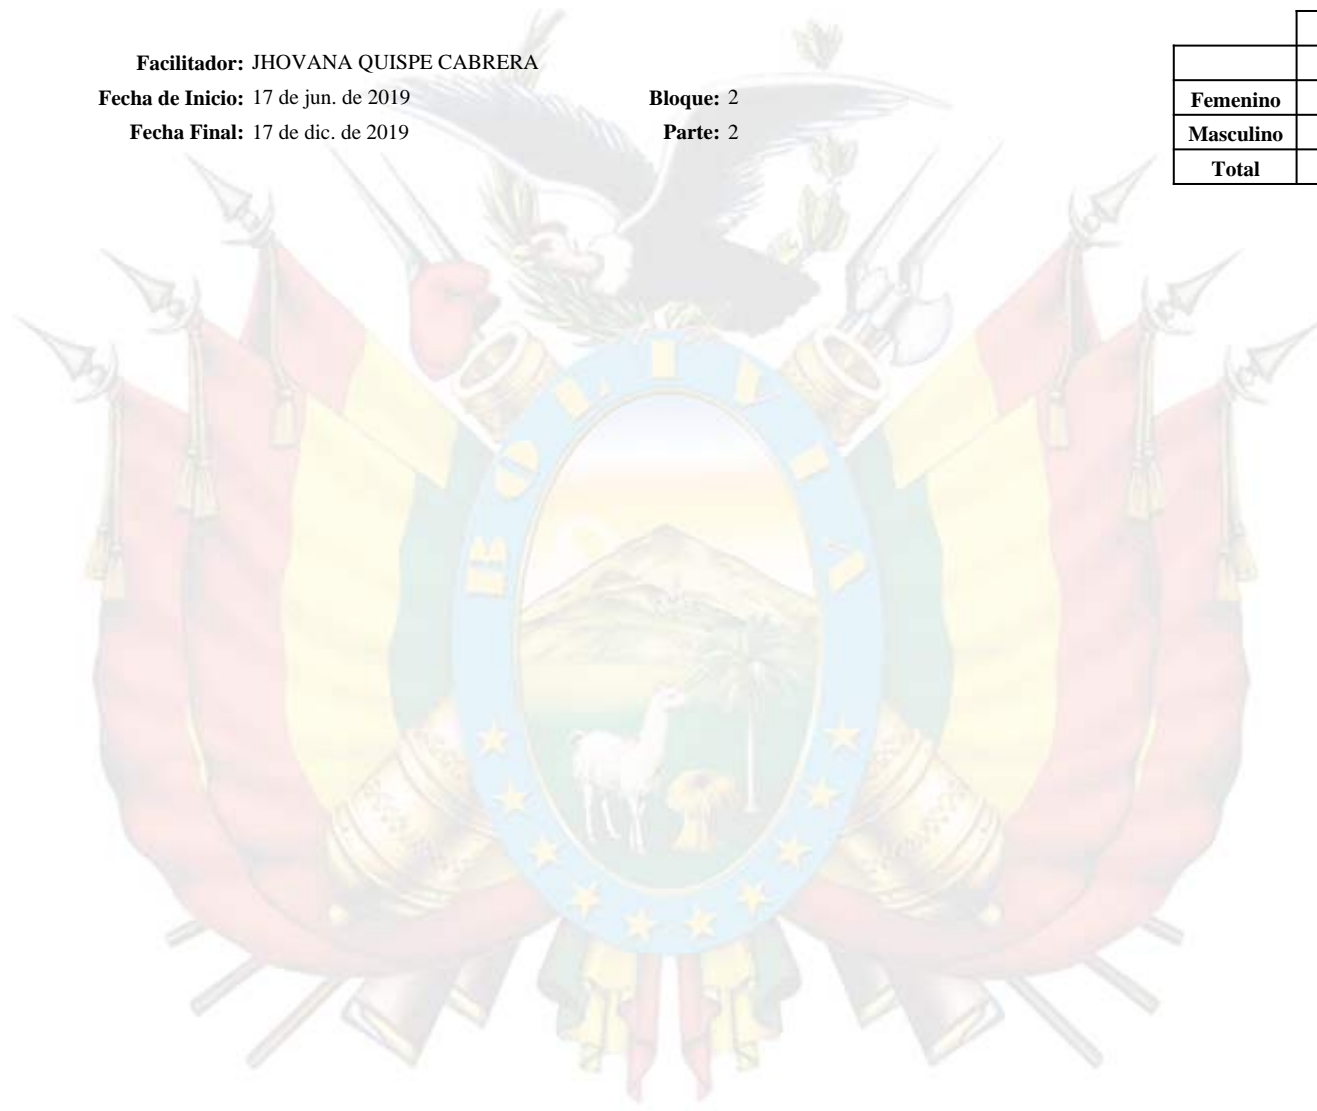 Facilitador: JHOVANA QUISPE CABRERA
Fecha de Inicio: 17 de jun. de 2019 Bloque: 2
Fecha Final: 17 de dic. de 2019 Parte: 2
Femenino
Masculino
Total
BOLIVIA